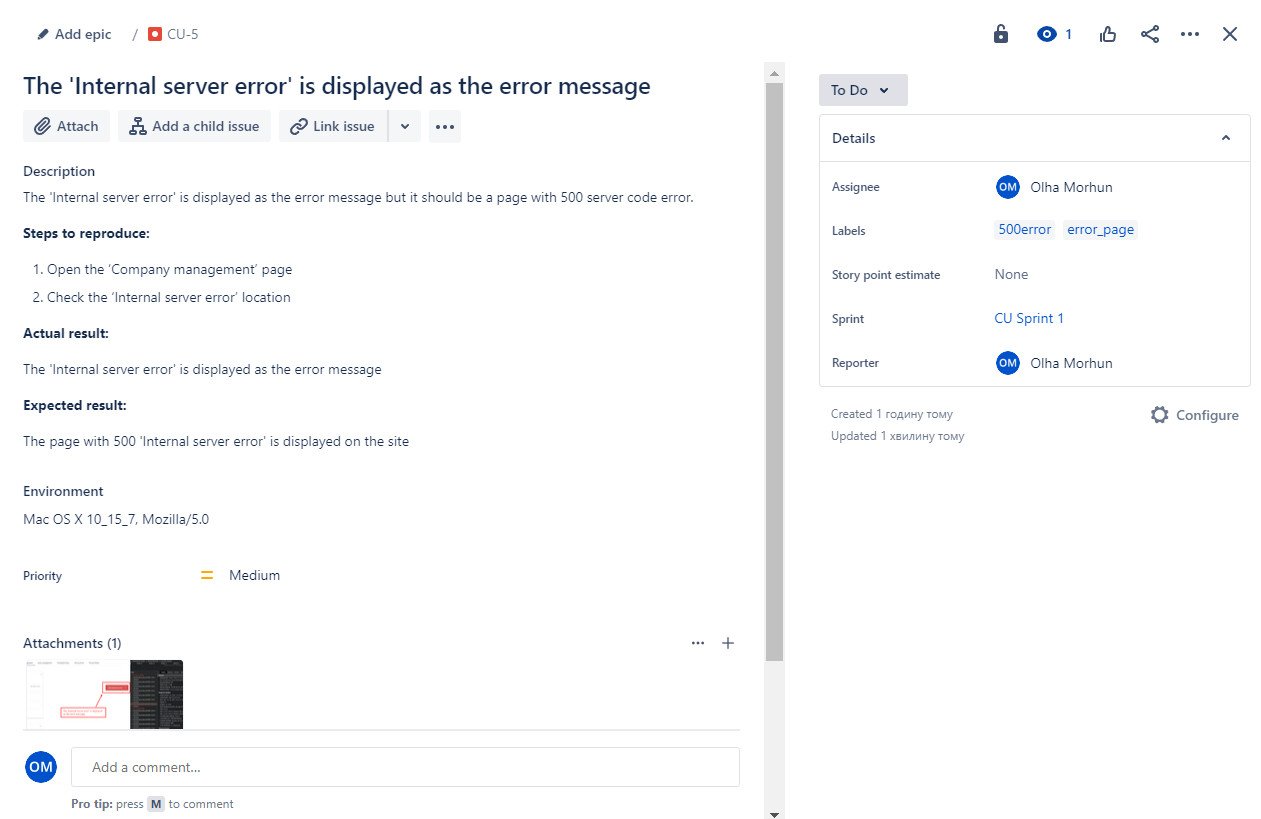 Add epic / CU-5
1
The 'Internal server error' is displayed as the error message
Attach Add a child issue Link issue
Description
The 'Internal server error' is displayed as the error message but it should be a page with 500 server code error.
Steps to reproduce:
1. Open the ‘Company management’ page
2. Check the ‘Internal server error’ location
Actual result:
The 'Internal server error' is displayed as the error message
Expected result:
The page with 500 'Internal server error' is displayed on the site
Environment
Mac OS X 10_15_7, Mozilla/5.0
Priority Medium
Attachments (1)
OM Add a comment...
Pro tip: press M to comment
To Do
Details
Assignee OM Olha Morhun
Labels 500error error_page
Story point estimate None
Sprint CU Sprint 1
Reporter OM Olha Morhun
Created 1 годину тому
Configure
Updated 1 хвилину тому